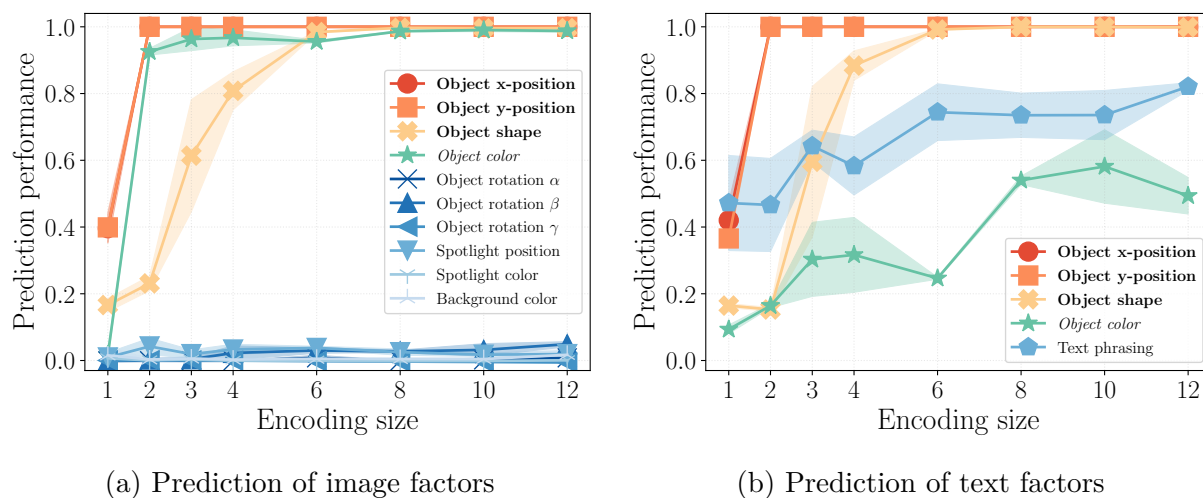 Prediction performance
1.0
0.8
0.6
0.4
0.2
0.0
Object x-position
Object y-position
Object shape
Object color
Object rotation α
Object rotation β
Object rotation γ
Spotlight position
Spotlight color
Background color
1 2 3 4 6 8 10 12
Encoding size
(a) Prediction of image factors
Prediction performance
1.0
0.8
0.6
0.4
0.2
0.0
Object x-position
Object y-position
Object shape
Object color
Text phrasing
1 2 3 4 6 8 10 12
Encoding size
(b) Prediction of text factors